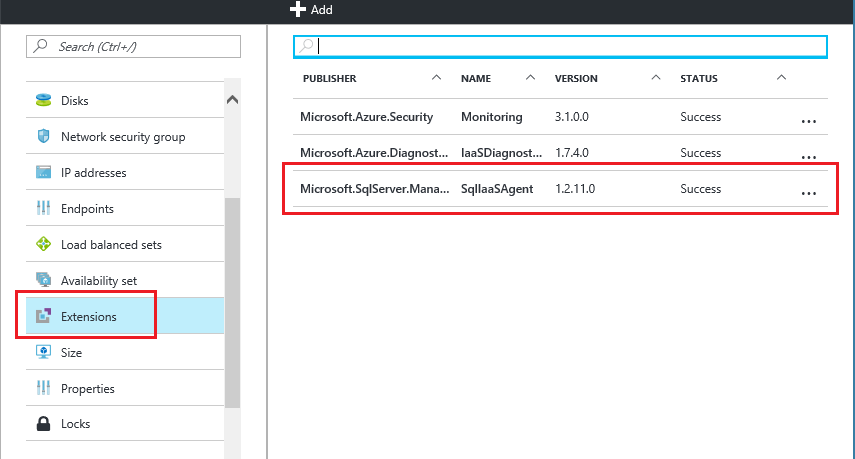 Add
Search (Ctrl+/)
Disks
Network security group
IP addresses
Endpoints
Load balanced sets
Availability set
Extensions
Size
Properties
Locks
PUBLISHER NAME VERSION STATUS
Microsoft.Azure.Security Monitoring 3.1.0.0 Success ...
Microsoft.Azure.Diagnost... IaaSDiagnost... 1.7.4.0 Success ...
Microsoft.SqlServer.Mana... SqlIaaSAgent 1.2.11.0 Success ...